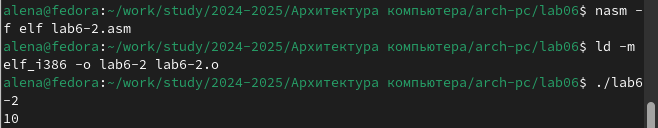 alena@fedora:~/work/study/2024-2025/Архитектура компьютера/arch-pc/lab06$ nasm -
f elf lab6-2.asm
alena@fedora:~/work/study/2024-2025/Архитектура компьютера/arch-pc/lab06$ ld -m
elf_i386 -o lab6-2 lab6-2.o
alena@fedora:~/work/study/2024-2025/Архитектура компьютера/arch-pc/lab06$ ./lab6
-2
10